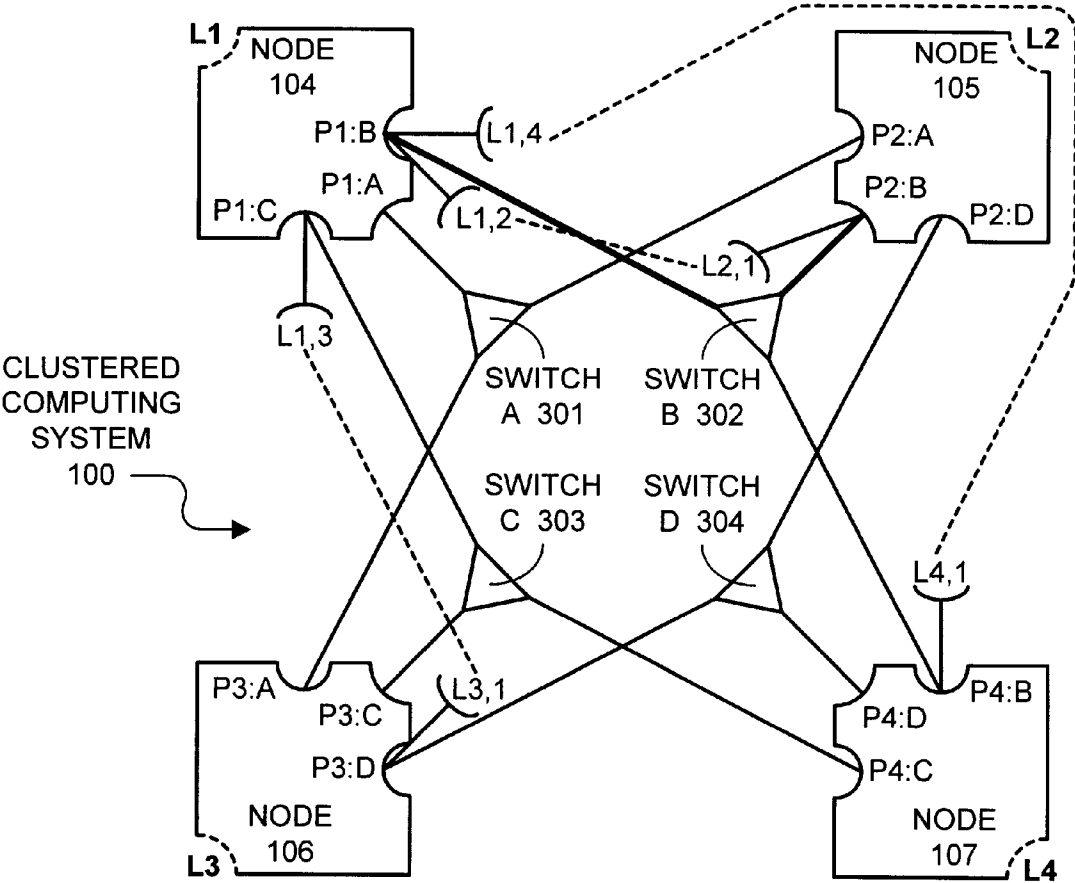 L1
NODE
104
P1:B
P1:A
P1:C
L1,4
L1,2
L1,3
L2
NODE
105
P2:A
P2:B
P2:D
L2,1
CLUSTERED
COMPUTING
SYSTEM
100
SWITCH
A 301
SWITCH
B 302
SWITCH
C 303
SWITCH
D 304
L4,1
P3:A
P3:C
P3:D
L3,1
NODE
106
L3
P4:D
P4:B
P4:C
NODE
107
L4